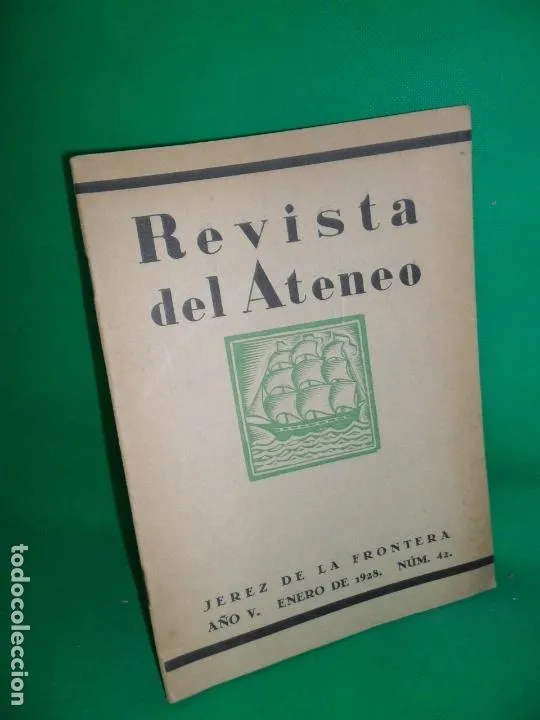 Revista
del Ateneo
JEREZ DE LA FRONTERA
AÑO V. ENERO DE 1928. NÚM. 42.
todocoleccion